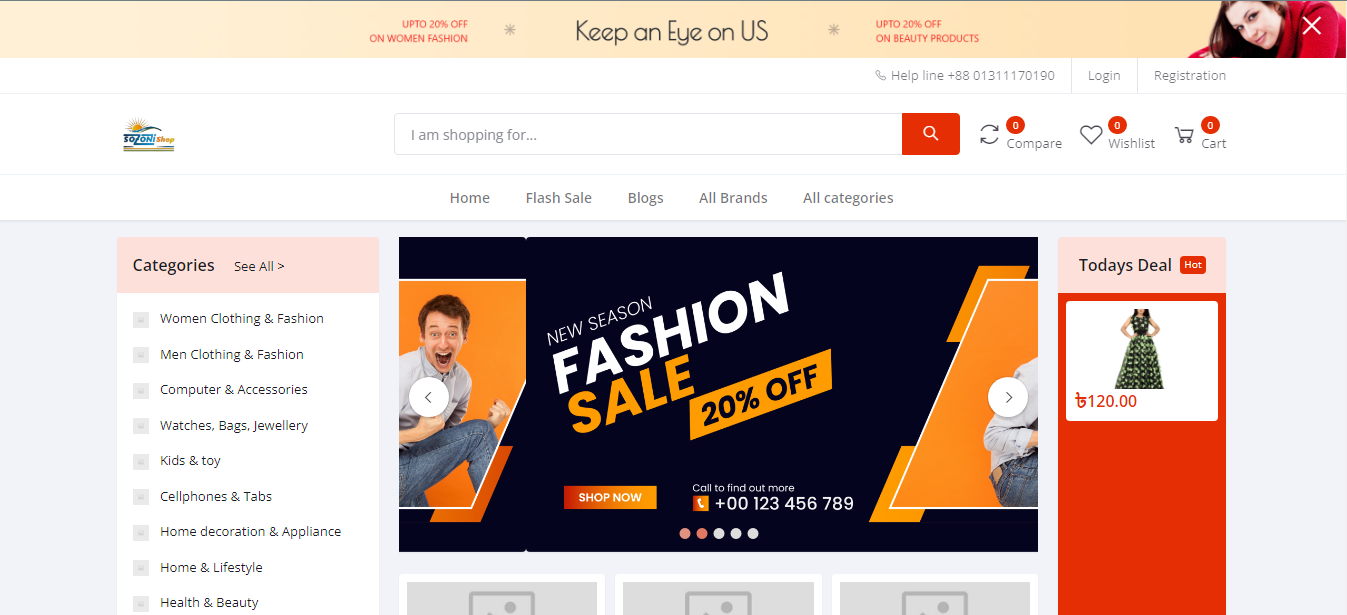 UPTO 20% OFF
ON WOMEN FASHION
Keep an Eye on US
UPTO 20% OFF
ON BEAUTY PRODUCTS
Help line +88 01311170190
Login
Registration
SOZONI Shop
I am shopping for...
0
Compare
0
Wishlist
0
Cart
Home
Flash Sale
Blogs
All Brands
All categories
Categories
See All >
Women Clothing & Fashion
Men Clothing & Fashion
Computer & Accessories
Watches, Bags, Jewellery
Kids & toy
Cellphones & Tabs
Home decoration & Appliance
Home & Lifestyle
Health & Beauty
NEW SEASON
FASHION
SALE
20% OFF
SHOP NOW
Call to find out more
+00 123 456 789
Todays Deal
Hot
৳120.00